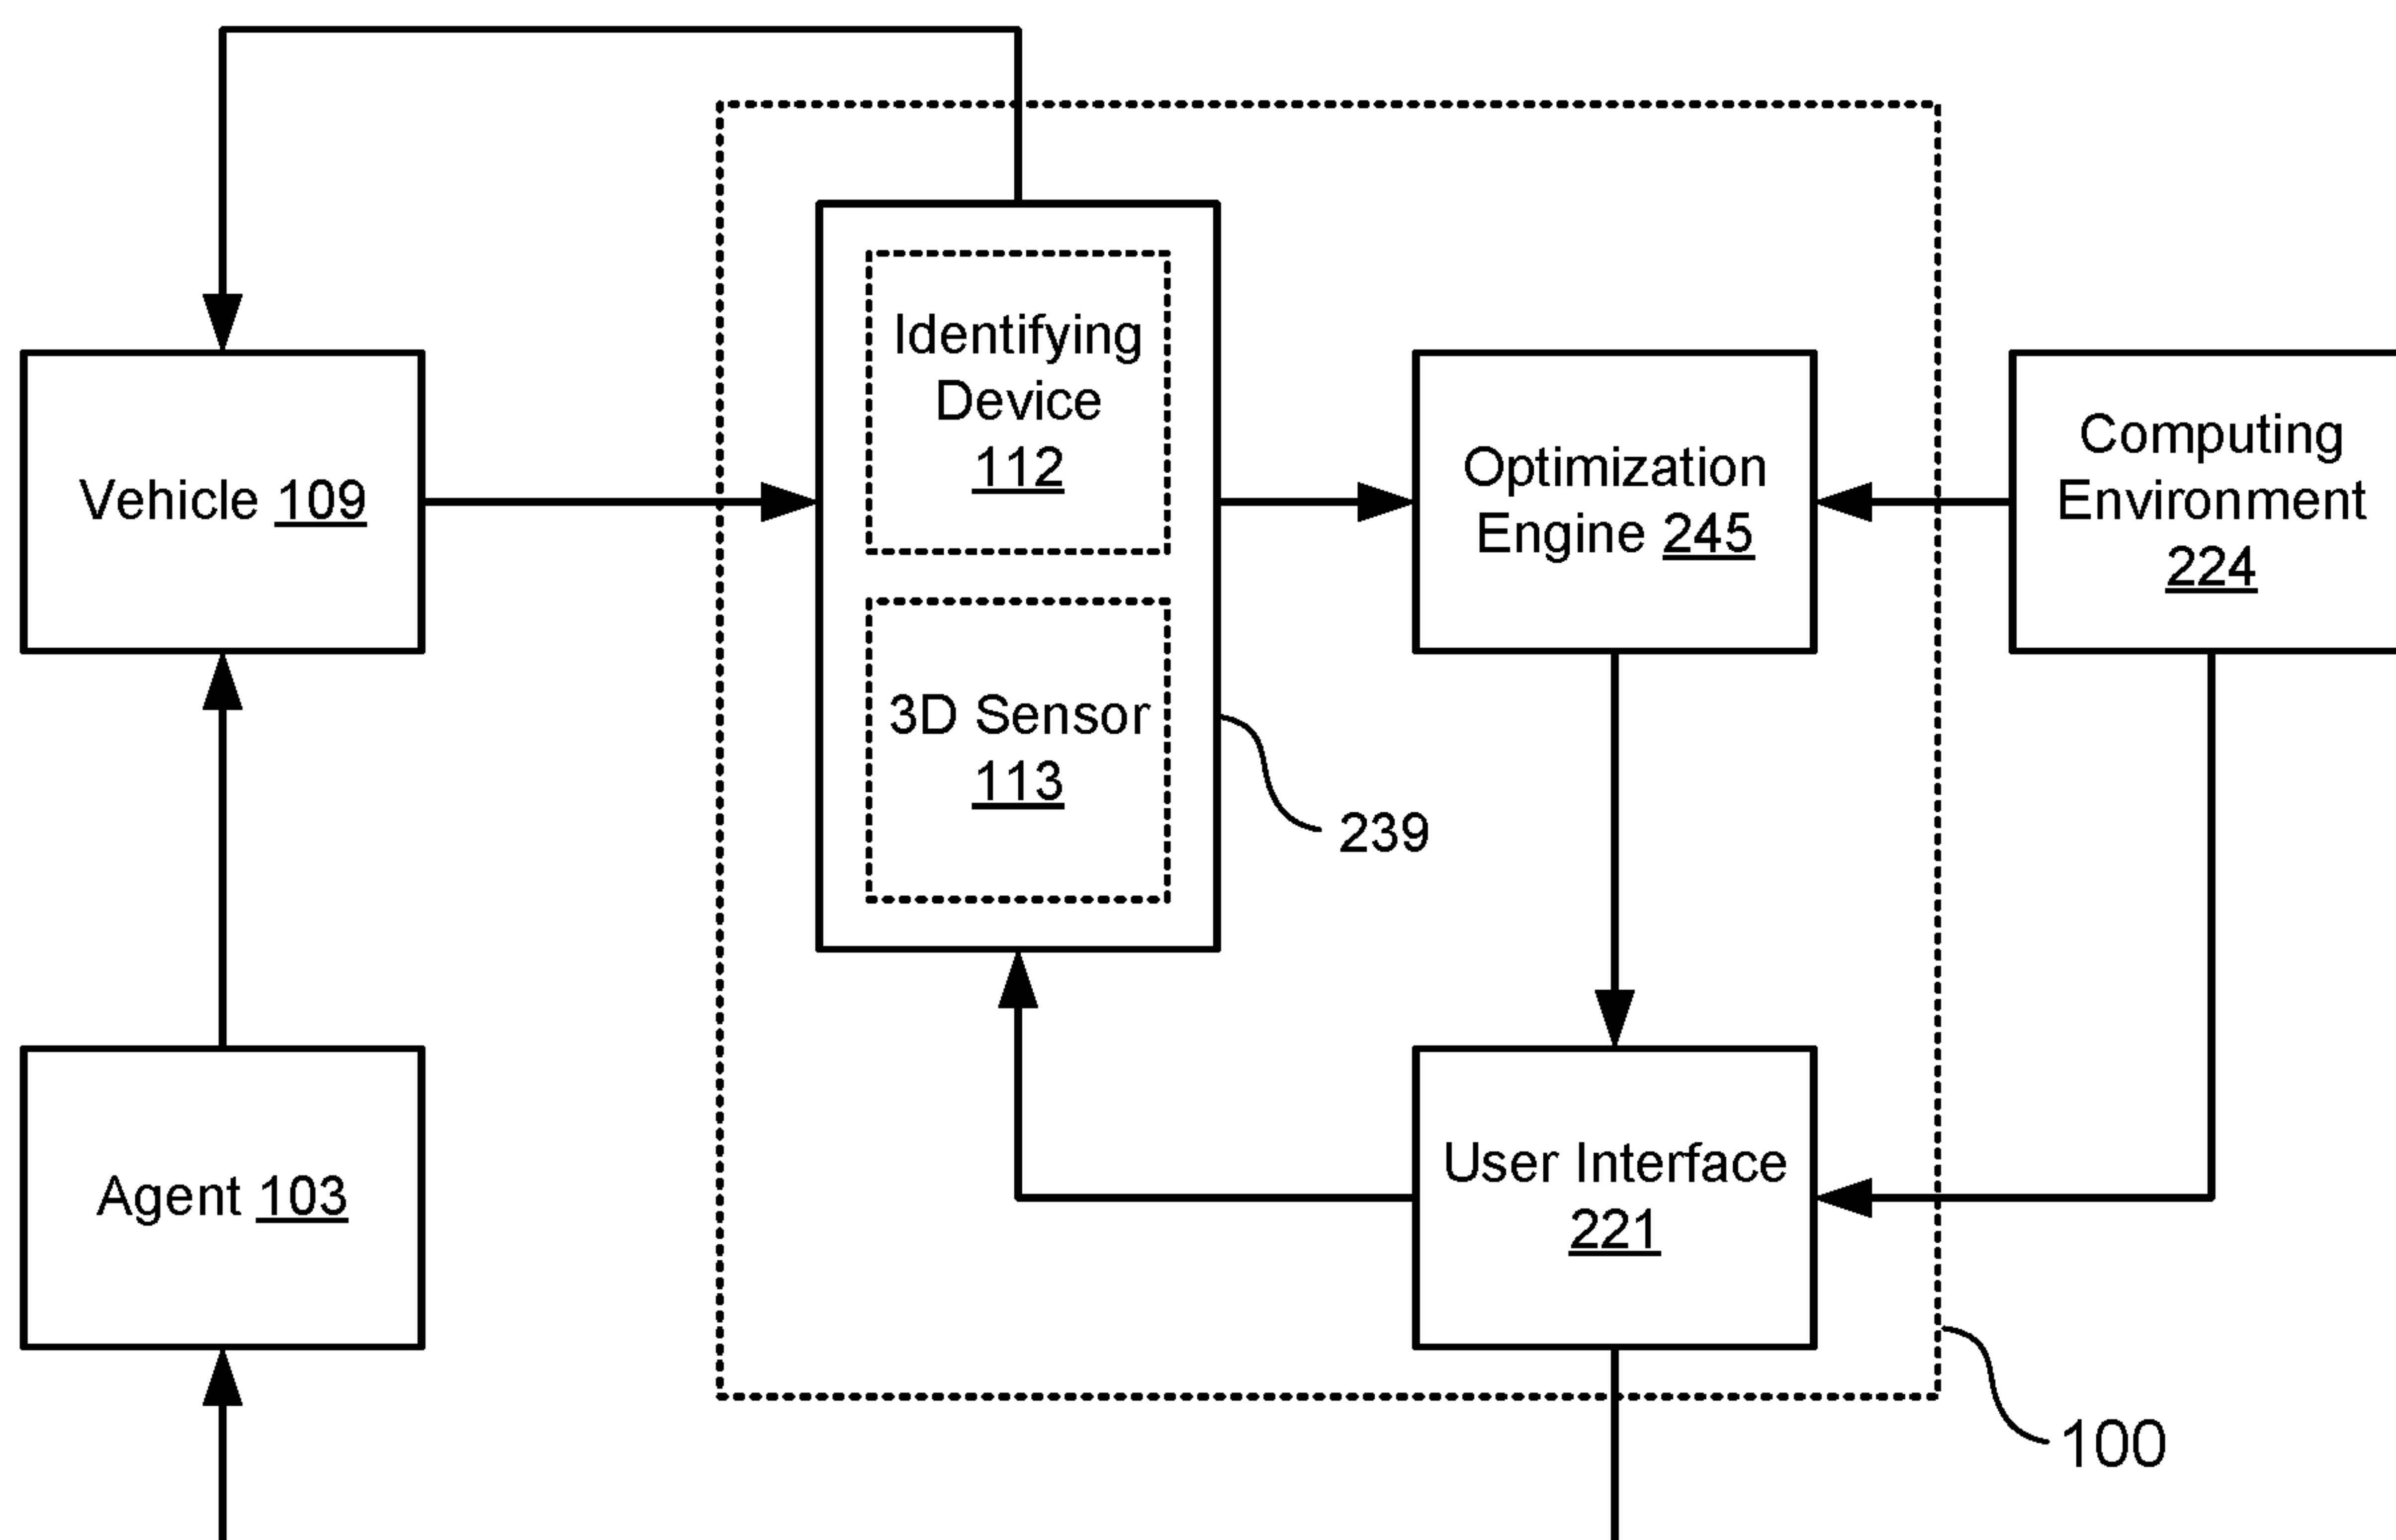 Identifying
Device
112
Vehicle 109
Optimization
Engine 245
Computing
Environment
224
3D Sensor
113
239
Agent 103
User Interface
221
100